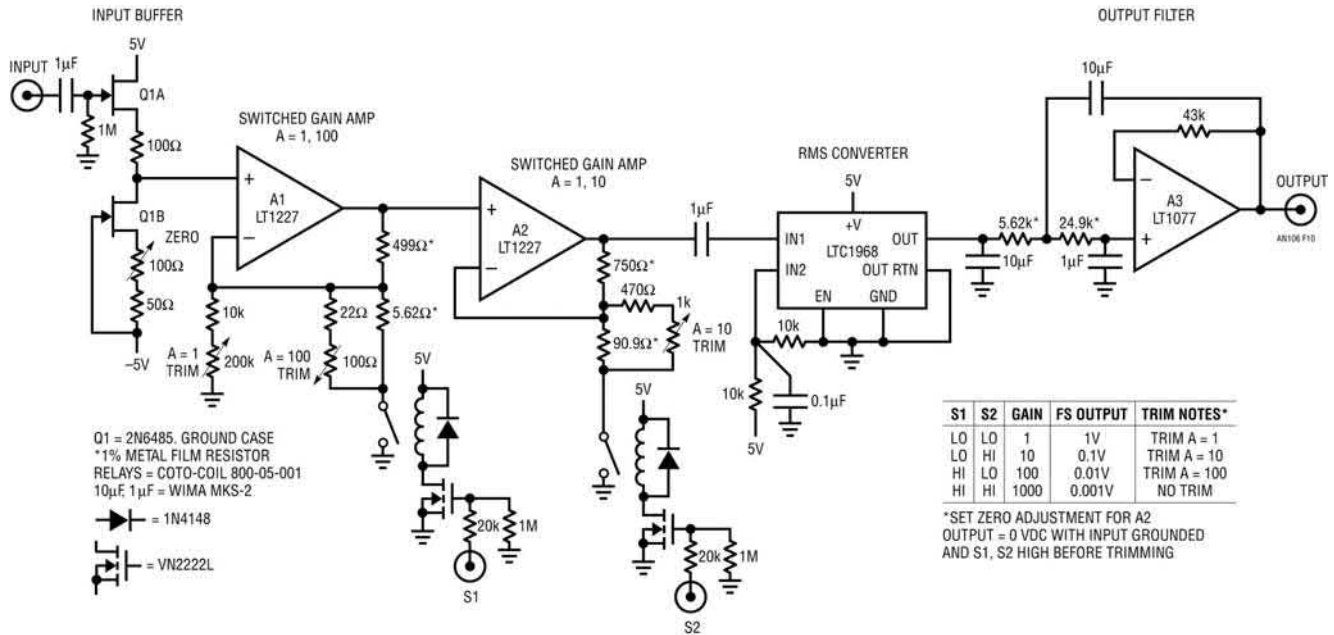 INPUT BUFFER
OUTPUT FILTER
5V
INPUT
1µF
Q1A
1M
100Ω
SWITCHED GAIN AMP
A = 1, 100
+
A1
LT1227
–
Q1B
ZERO
100Ω
50Ω
–5V
10k
A = 1
TRIM
200k
499Ω*
22Ω
5.62Ω*
A = 100
TRIM
100Ω
SWITCHED GAIN AMP
A = 1, 10
+
A2
LT1227
–
750Ω*
470Ω
1k
90.9Ω*
A = 10
TRIM
5V
20k
1M
S1
5V
20k
1M
S2
1µF
RMS CONVERTER
5V
+V
IN1
OUT
LTC1968
IN2
OUT RTN
EN
GND
10k
10k
0.1µF
5V
10µF
43k
–
A3
LT1077
+
OUTPUT
AN106 F10
5.62k*
24.9k*
10µF
1µF
Q1 = 2N6485. GROUND CASE
*1% METAL FILM RESISTOR
RELAYS = COTO-COIL 800-05-001
10µF, 1µF = WIMA MKS-2
= 1N4148
= VN2222L
S1 S2 GAIN FS OUTPUT TRIM NOTES*
LO LO 1 1V TRIM A = 1
LO HI 10 0.1V TRIM A = 10
HI LO 100 0.01V TRIM A = 100
HI HI 1000 0.001V NO TRIM
*SET ZERO ADJUSTMENT FOR A2
OUTPUT = 0 VDC WITH INPUT GROUNDED
AND S1, S2 HIGH BEFORE TRIMMING